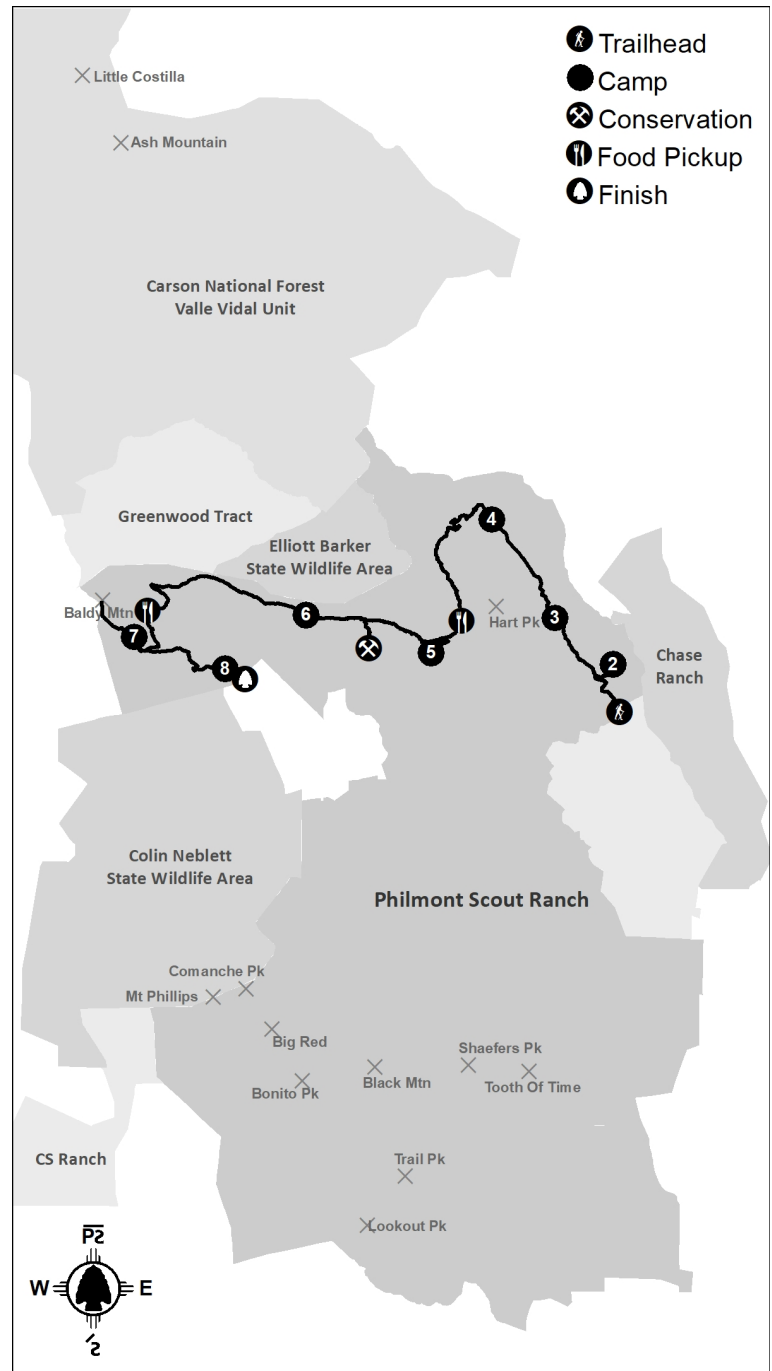 Trailhead
Camp
Conservation
Food Pickup
Finish
Little Costilla
Ash Mountain
Carson National Forest
Valle Vidal Unit
Greenwood Tract
Elliott Barker
State Wildlife Area
4
Baldy Mtn
6
Hart Pk
3
7
5
2
8
Chase
Ranch
Colin Neblett
State Wildlife Area
Philmont Scout Ranch
Comanche Pk
Mt Phillips
Big Red
Bonito Pk
Black Mtn
Shaefers Pk
Tooth Of Time
CS Ranch
Trail Pk
Lookout Pk
W
E